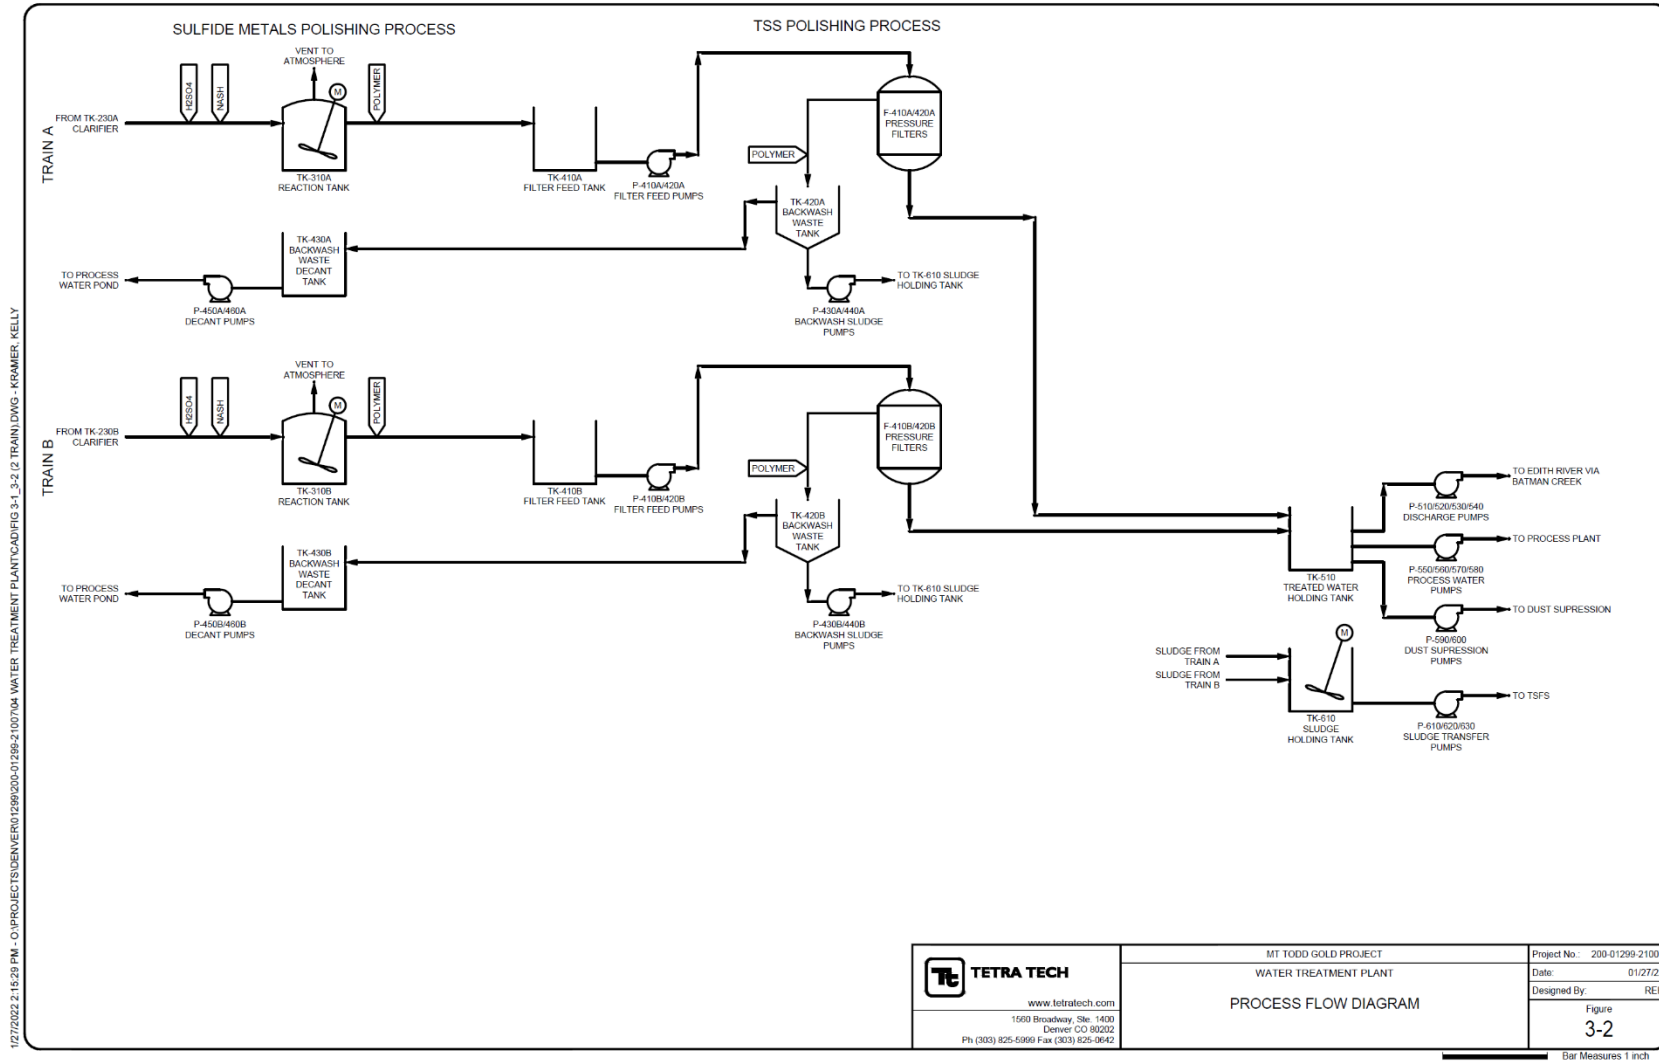 SULFIDE METALS POLISHING PROCESS
TSS POLISHING PROCESS
TRAIN A
FROM TK-230A
CLARIFIER
H2SO4
NASH
VENT TO
ATMOSPHERE
M
TK-310A
REACTION TANK
POLYMER
TK-410A
FILTER FEED TANK
P-410A/420A
FILTER FEED PUMPS
F-410A/420A
PRESSURE
FILTERS
POLYMER
TK-420A
BACKWASH
WASTE
TANK
TK-430A
BACKWASH
WASTE
DECANT
TANK
TO PROCESS
WATER POND
P-450A/460A
DECANT PUMPS
TO TK-610 SLUDGE
HOLDING TANK
P-430A/440A
BACKWASH SLUDGE
PUMPS
TRAIN B
FROM TK-230B
CLARIFIER
H2SO4
NASH
VENT TO
ATMOSPHERE
M
TK-310B
REACTION TANK
POLYMER
TK-410B
FILTER FEED TANK
P-410B/420B
FILTER FEED PUMPS
F-410B/420B
PRESSURE
FILTERS
POLYMER
TK-420B
BACKWASH
WASTE
TANK
TK-430B
BACKWASH
WASTE
DECANT
TANK
TO PROCESS
WATER POND
P-450B/460B
DECANT PUMPS
TO TK-610 SLUDGE
HOLDING TANK
P-430B/440B
BACKWASH SLUDGE
PUMPS
TK-510
TREATED WATER
HOLDING TANK
TO EDITH RIVER VIA
BATMAN CREEK
P-510/520/530/540
DISCHARGE PUMPS
TO PROCESS PLANT
P-550/560/570/580
PROCESS WATER
PUMPS
TO DUST SUPRESSION
P-590/600
DUST SUPRESSION
PUMPS
SLUDGE FROM
TRAIN A
SLUDGE FROM
TRAIN B
M
TK-610
SLUDGE
HOLDING TANK
TO TSFS
P-610/620/630
SLUDGE TRANSFER
PUMPS
1/27/2022 2:15:29 PM - O:\PROJECTS\DENVER\01299\200-01299-21007\04 WATER TREATMENT PLANT\CAD\FIG 3-1_3-2 (2 TRAIN).DWG - KRAMER, KELLY
Tt TETRA TECH
www.tetratech.com
1560 Broadway, Ste. 1400
Denver CO 80202
Ph (303) 825-5999 Fax (303) 825-0642
MT TODD GOLD PROJECT
WATER TREATMENT PLANT
PROCESS FLOW DIAGRAM
Project No.: 200-01299-2100
Date: 01/27/2
Designed By:
Figure
3-2
Bar Measures 1 inch